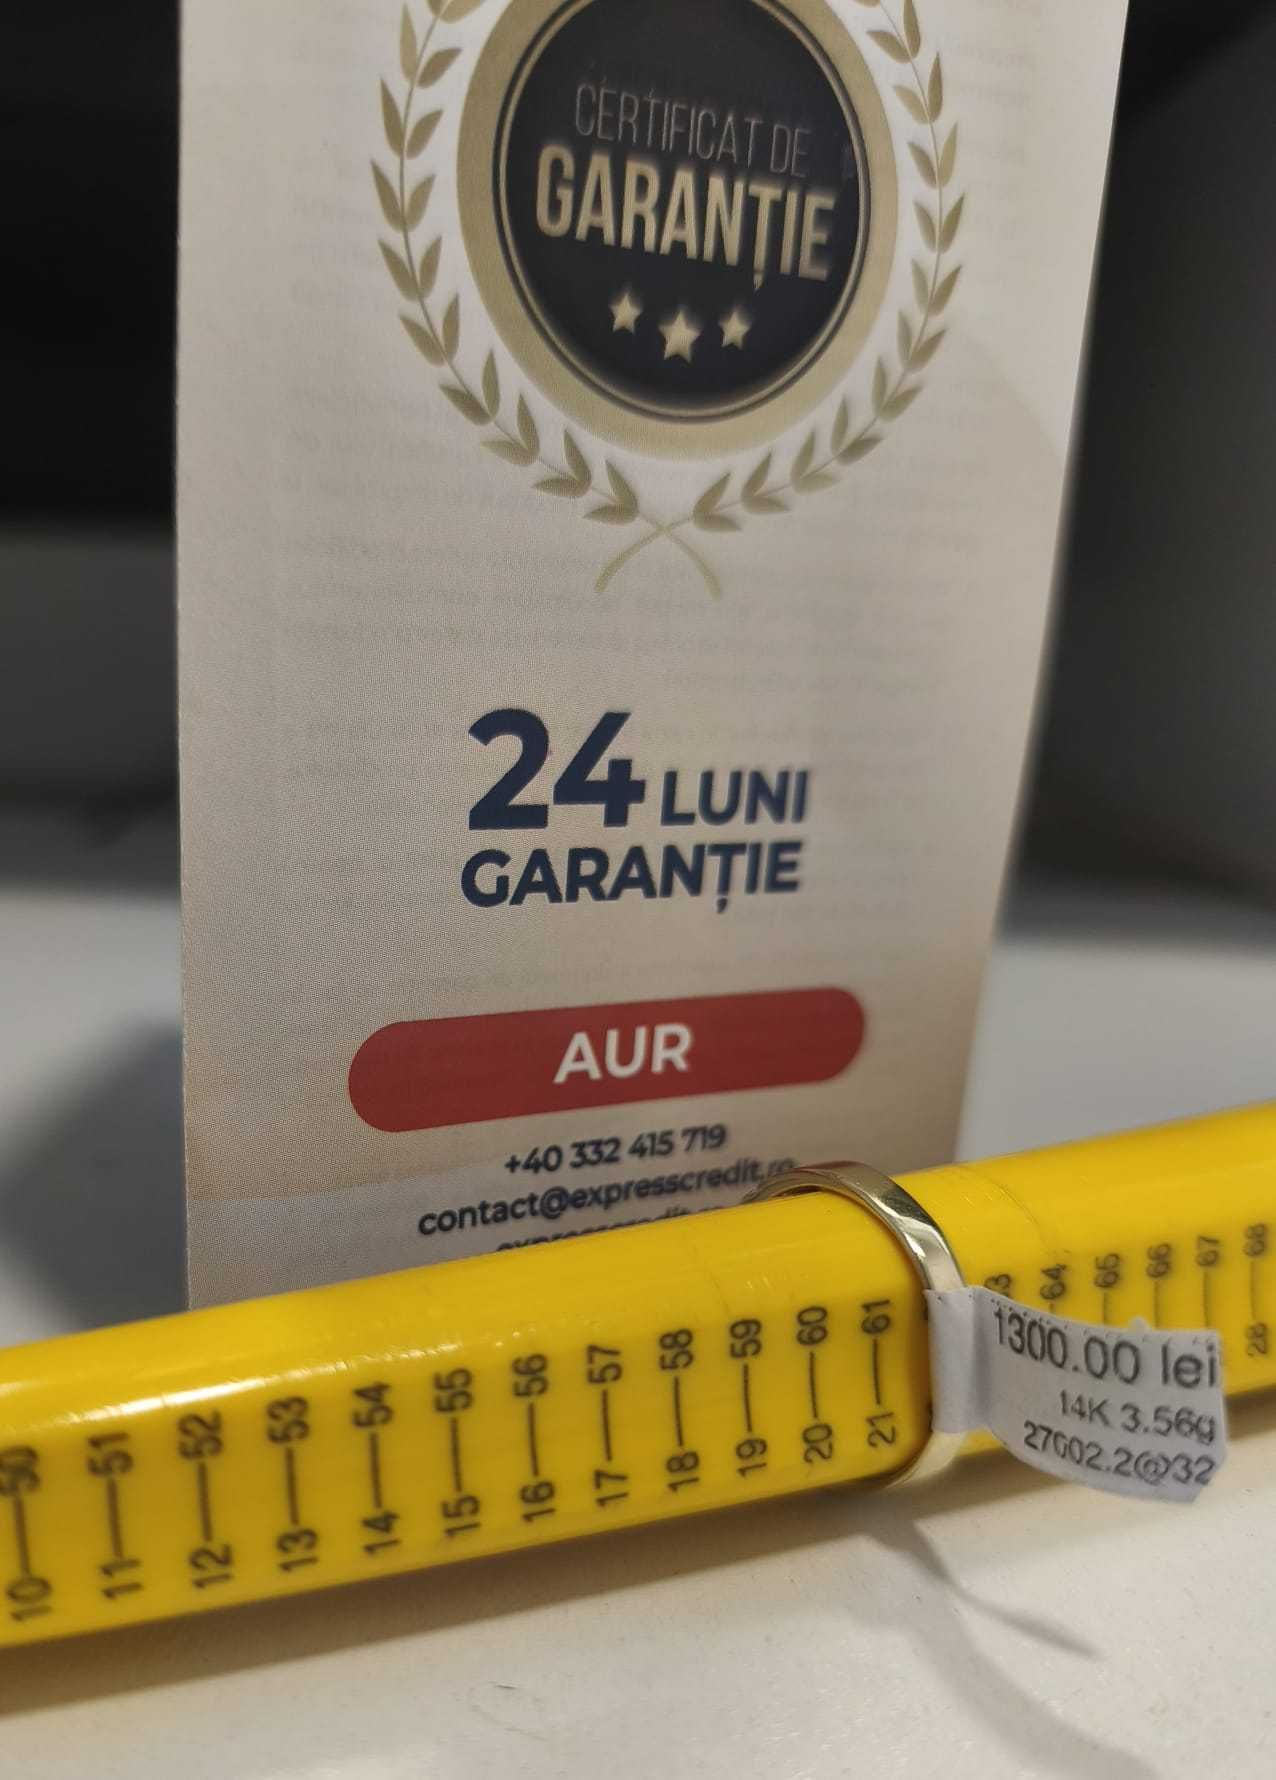 CERTIFICAT DE
GARANȚIE
24 LUNI
GARANȚIE
AUR
+40 332 415 719
contact@expresscredit.ro
10 50
11 51
12 52
13 53
14 54
15 55
16 56
17 57
18 58
19 59
20 60
21 61
64
65
66
67
28 68
1300.00 lei
14K 3.56g
27002.2@32